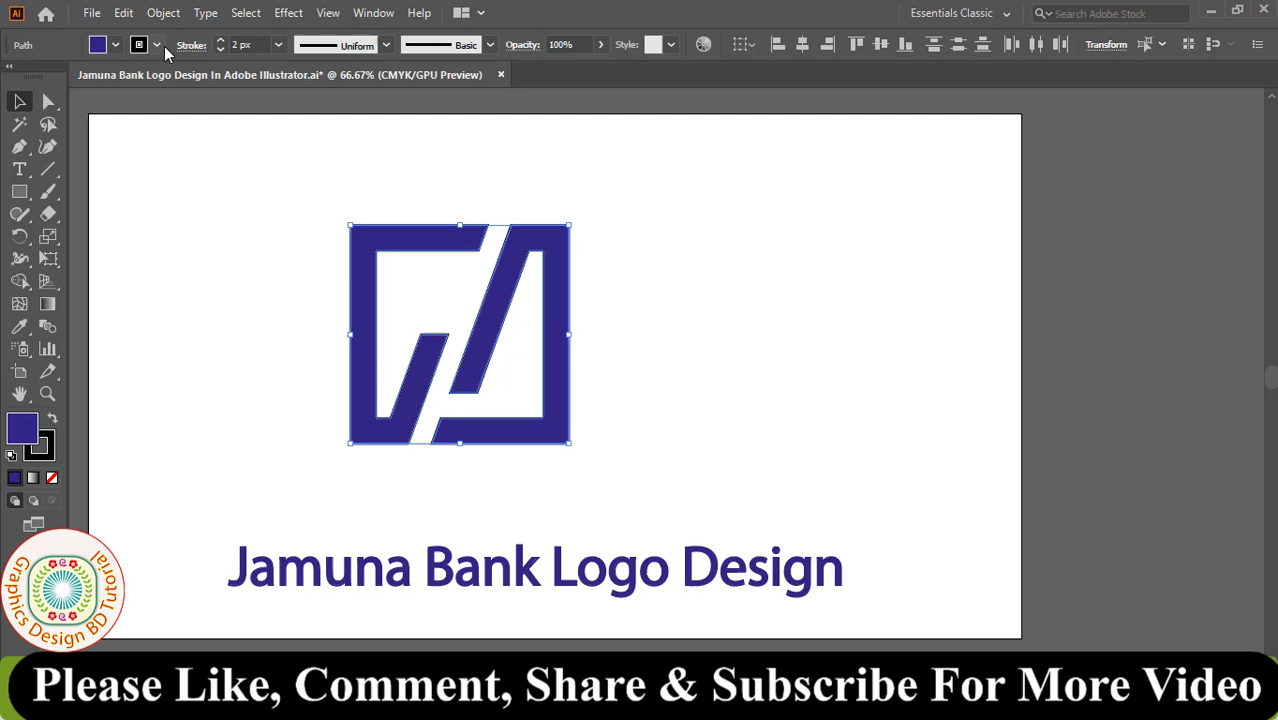 Ai File Edit Object Type Select Effect View Window Help Essentials Classic Search Adobe Stock
Path Stroke: 2 px Uniform Basic Opacity: 100% Style: Transform
Jamuna Bank Logo Design In Adobe Illustrator.ai* @ 66.67% (CMYK/GPU Preview) ×
Jamuna Bank Logo Design
Graphics Design BD Tutorial
Please Like, Comment, Share & Subscribe For More Video